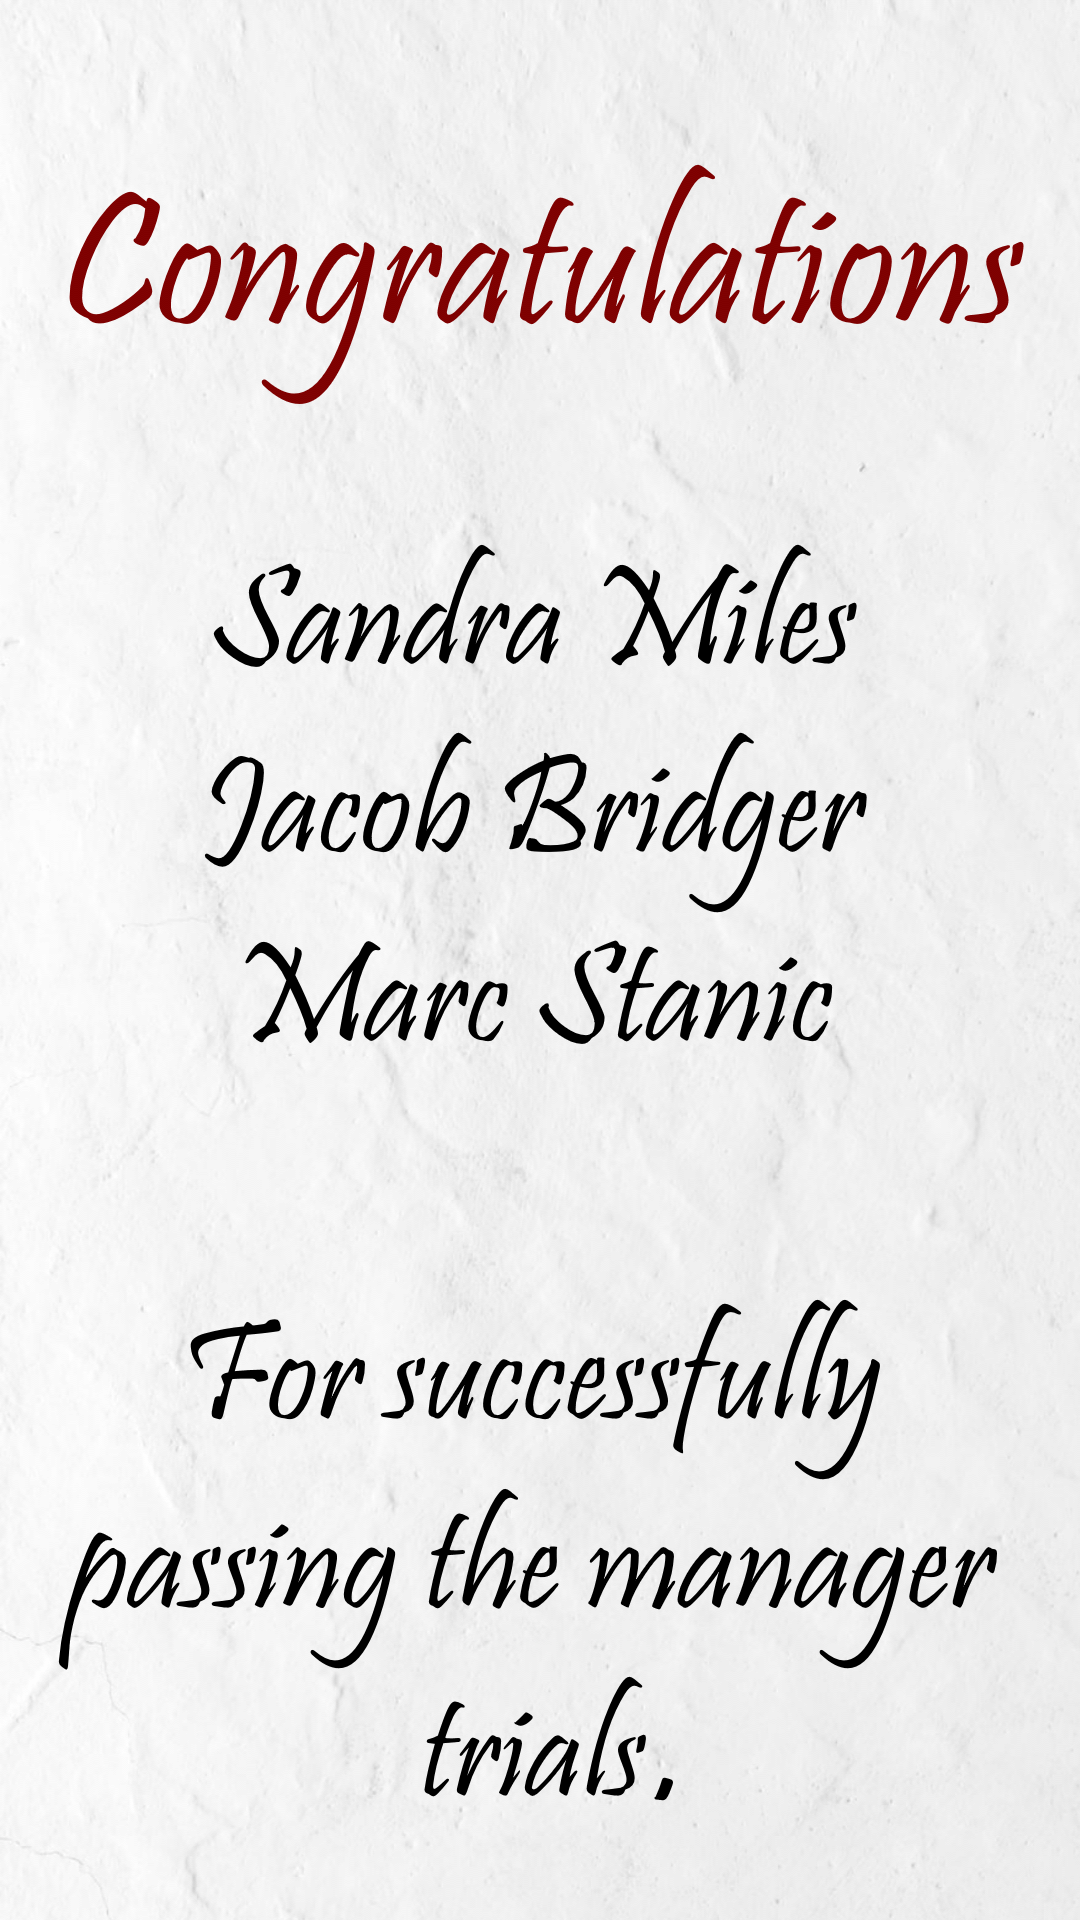 Congratulations
Sandra Miles
Jacob Bridger
Marc Stanic
For successfully
passing the manager
trials.